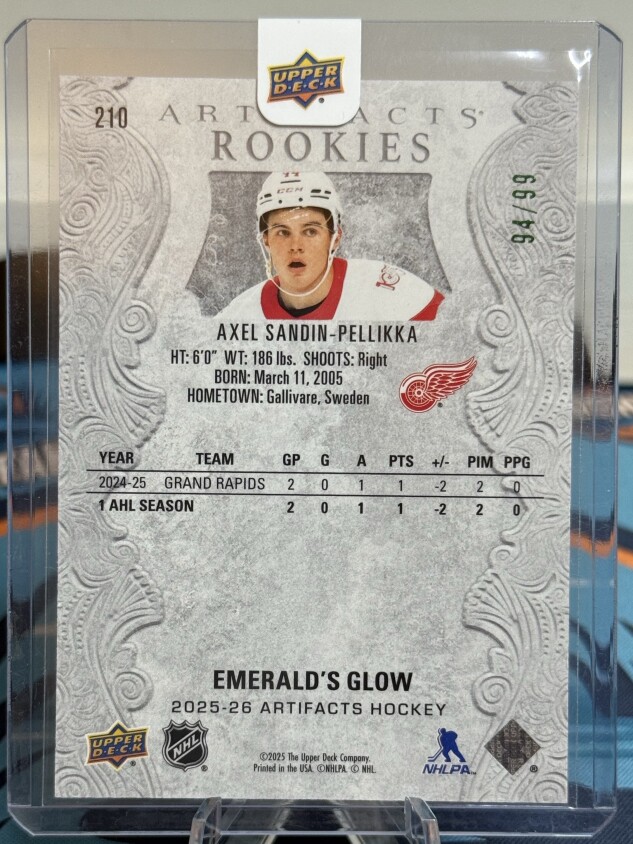 UPPER
D·E·C·K
210
ARTIFACTS
ROOKIES
94/99
CCM
AXEL SANDIN-PELLIKKA
HT: 6'0" WT: 186 lbs. SHOOTS: Right
BORN: March 11, 2005
HOMETOWN: Gallivare, Sweden
YEAR TEAM GP G A PTS +/- PIM PPG
2024-25 GRAND RAPIDS 2 0 1 1 -2 2 0
1 AHL SEASON 2 0 1 1 -2 2 0
EMERALD'S GLOW
2025-26 ARTIFACTS HOCKEY
UPPER
D·E·C·K
NHL
©2025 The Upper Deck Company.
Printed in the USA. ©NHLPA. © NHL.
NHLPA™
®